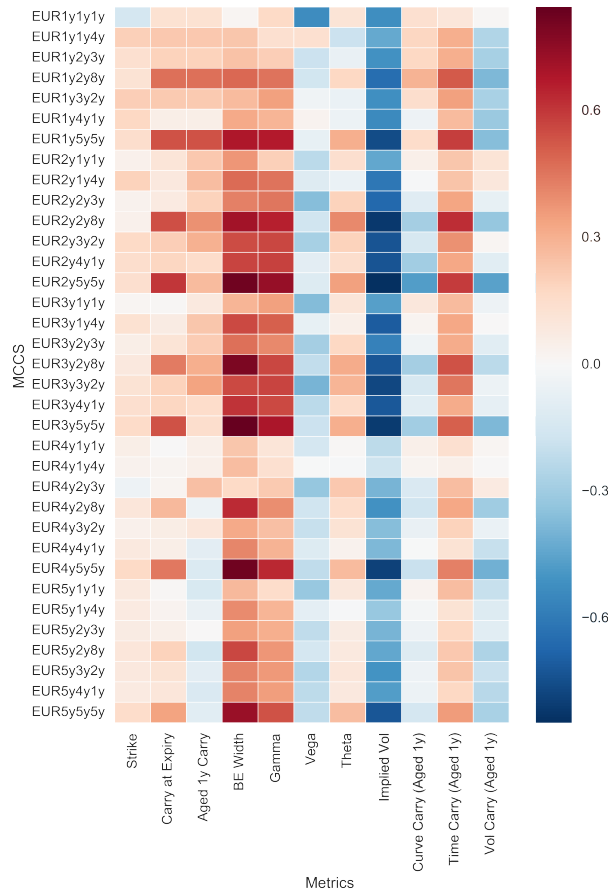 MCCS
EUR1y1y1y
EUR1y1y4y
EUR1y2y3y
EUR1y2y8y
EUR1y3y2y
EUR1y4y1y
EUR1y5y5y
EUR2y1y1y
EUR2y1y4y
EUR2y2y3y
EUR2y2y8y
EUR2y3y2y
EUR2y4y1y
EUR2y5y5y
EUR3y1y1y
EUR3y1y4y
EUR3y2y3y
EUR3y2y8y
EUR3y3y2y
EUR3y4y1y
EUR3y5y5y
EUR4y1y1y
EUR4y1y4y
EUR4y2y3y
EUR4y2y8y
EUR4y3y2y
EUR4y4y1y
EUR4y5y5y
EUR5y1y1y
EUR5y1y4y
EUR5y2y3y
EUR5y2y8y
EUR5y3y2y
EUR5y4y1y
EUR5y5y5y
Strike
Carry at Expiry
Aged 1y Carry
BE Width
Gamma
Vega
Theta
Implied Vol
Curve Carry (Aged 1y)
Time Carry (Aged 1y)
Vol Carry (Aged 1y)
Metrics
0.6
0.3
0.0
−0.3
−0.6